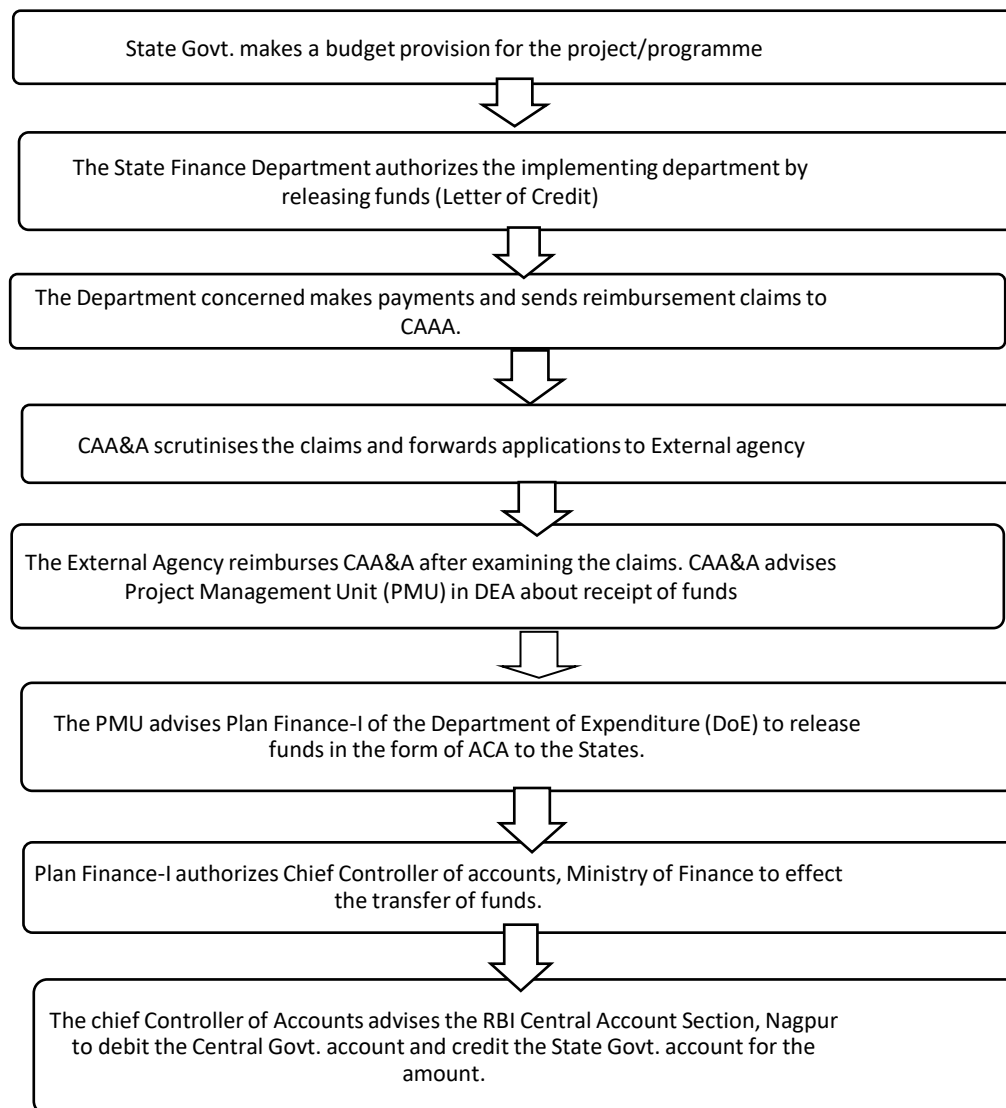 State Govt. makes a budget provision for the project/programme
The State Finance Department authorizes the implementing department by
releasing funds (Letter of Credit)
The Department concerned makes payments and sends reimbursement claims to
CAAA.
CAA&A scrutinises the claims and forwards applications to External agency
The External Agency reimburses CAA&A after examining the claims. CAA&A advises
Project Management Unit (PMU) in DEA about receipt of funds
The PMU advises Plan Finance-I of the Department of Expenditure (DoE) to release
funds in the form of ACA to the States.
Plan Finance-I authorizes Chief Controller of accounts, Ministry of Finance to effect
the transfer of funds.
The chief Controller of Accounts advises the RBI Central Account Section, Nagpur
to debit the Central Govt. account and credit the State Govt. account for the
amount.